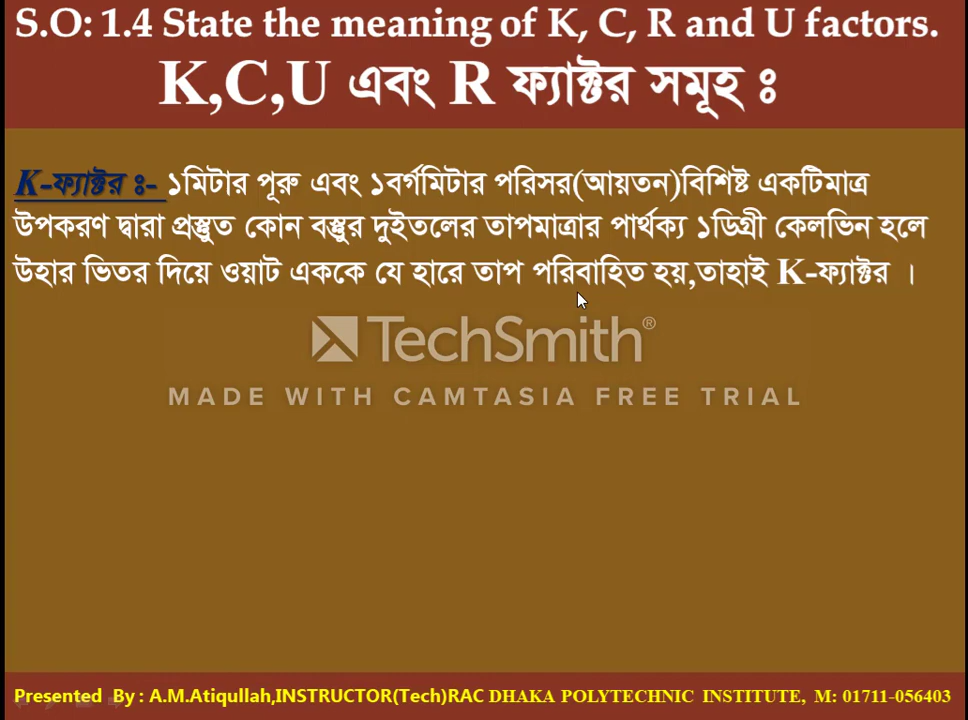 S.O: 1.4 State the meaning of K, C, R and U factors.
K,C,U এবং R ফ্যাক্টর সমূহ ঃ
K-ফ্যাক্টর ঃ- ১মিটার পূরু এবং ১বর্গমিটার পরিসর(আয়তন)বিশিষ্ট একটিমাত্র
উপকরণ দ্বারা প্রস্তুত কোন বস্তুর দুইতলের তাপমাত্রার পার্থক্য ১ডিগ্রী কেলভিন হলে
উহার ভিতর দিয়ে ওয়াট এককে যে হারে তাপ পরিবাহিত হয়,তাহাই K-ফ্যাক্টর ।
TechSmith®
MADE WITH CAMTASIA FREE TRIAL
Presented By : A.M.Atiqullah,INSTRUCTOR(Tech)RAC DHAKA POLYTECHNIC INSTITUTE, M: 01711-056403